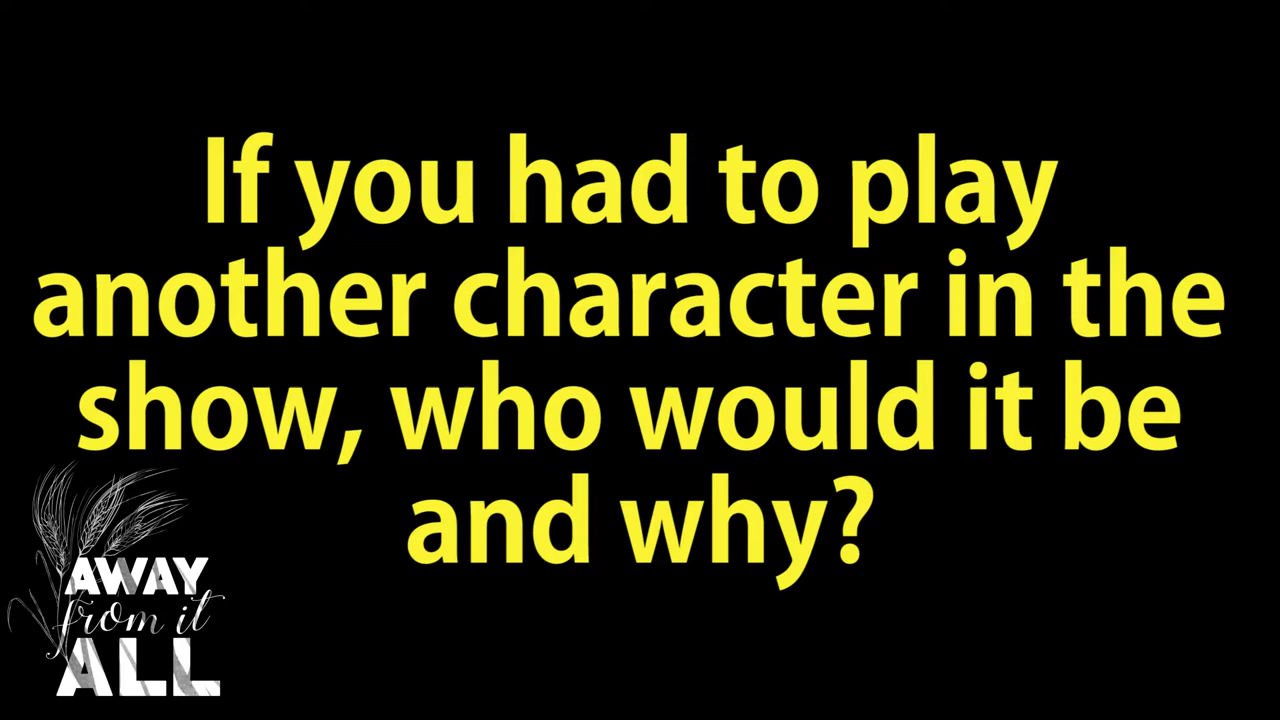 If you had to play
another character in the
show, who would it be
and why?
AWAY
from it
ALL